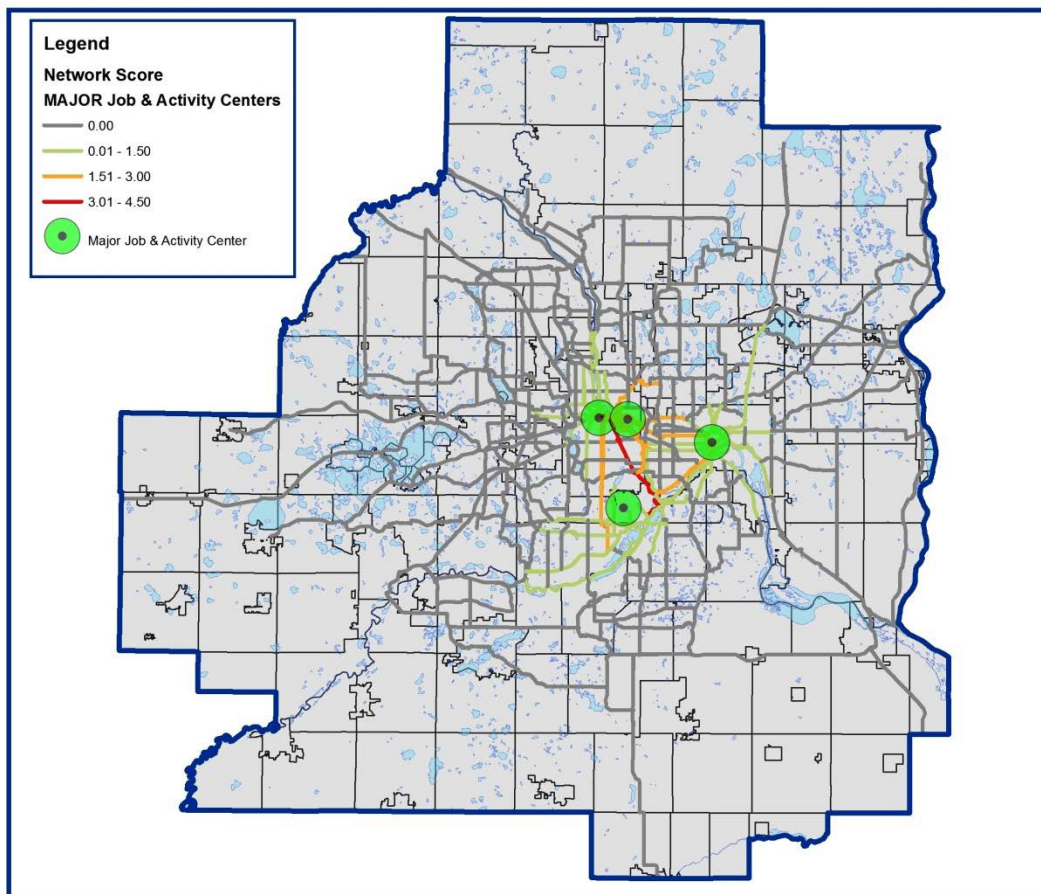 Legend
Network Score
MAJOR Job & Activity Centers
0.00
0.01 - 1.50
1.51 - 3.00
3.01 - 4.50
Major Job & Activity Center